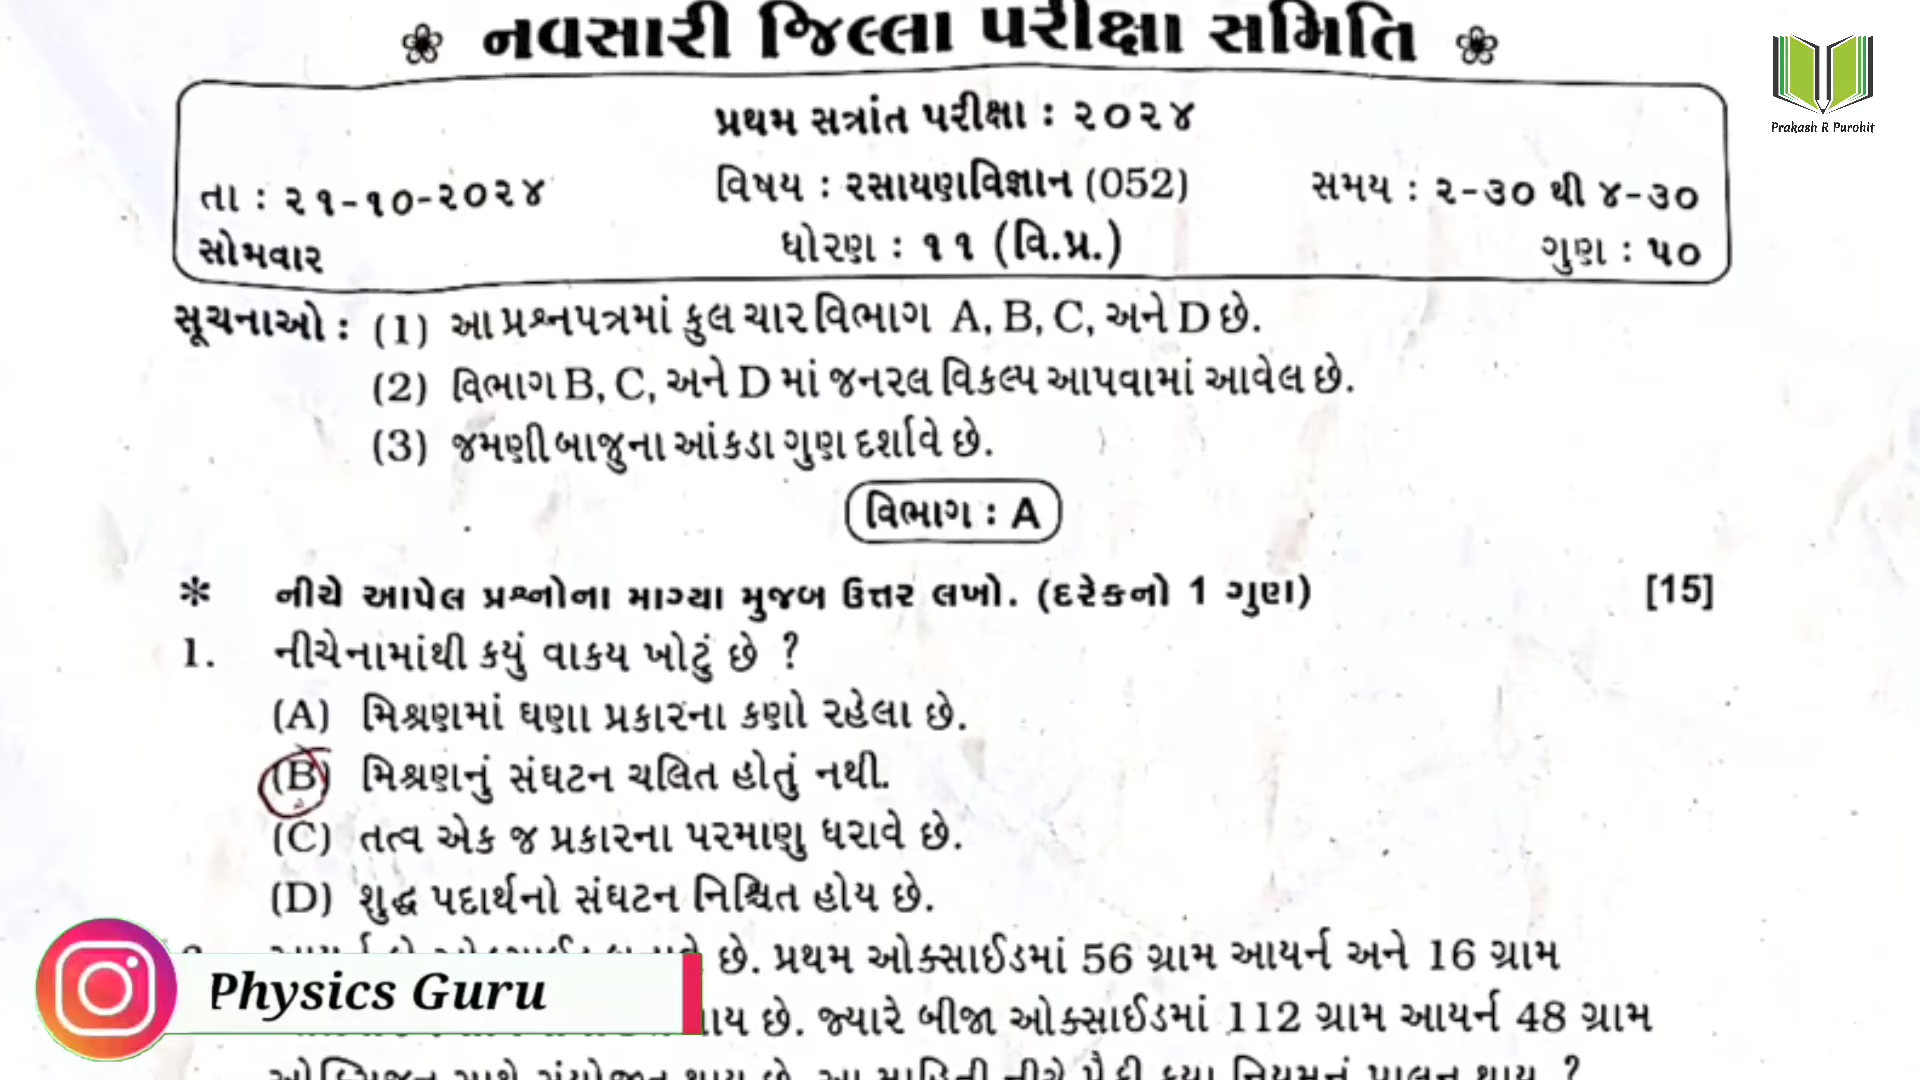 નવસારી જિલ્લા પરીક્ષા સમિતિ
Prakash R Purohit
પ્રથમ સત્રાંત પરીક્ષા : ૨૦૨૪
તા : ૨૧-૧૦-૨૦૨૪ વિષય : રસાયણવિજ્ઞાન (052) સમય : ૨-૩૦ થી ૪-૩૦
સોમવાર ધોરણ : ૧૧ (વિ.પ્ર.) ગુણ : ૫૦
સૂચનાઓ : (1) આ પ્રશ્નપત્રમાં કુલ ચાર વિભાગ A, B, C, અને D છે.
(2) વિભાગ B, C, અને D માં જનરલ વિકલ્પ આપવામાં આવેલ છે.
(3) જમણી બાજુના આંકડા ગુણ દર્શાવે છે.
વિભાગ : A
* નીચે આપેલ પ્રશ્નોના માગ્યા મુજબ ઉત્તર લખો. (દરેકનો 1 ગુણ) [15]
1. નીચેનામાંથી કયું વાકય ખોટું છે ?
(A) મિશ્રણમાં ઘણા પ્રકારના કણો રહેલા છે.
(B) મિશ્રણનું સંઘટન ચલિત હોતું નથી.
(C) તત્વ એક જ પ્રકારના પરમાણુ ધરાવે છે.
(D) શુદ્ધ પદાર્થનો સંઘટન નિશ્ચિત હોય છે.
છે. પ્રથમ ઓક્સાઈડમાં 56 ગ્રામ આયર્ન અને 16 ગ્રામ
Physics Guru
છે. જ્યારે બીજા ઓક્સાઈડમાં 112 ગ્રામ આયર્ન 48 ગ્રામ